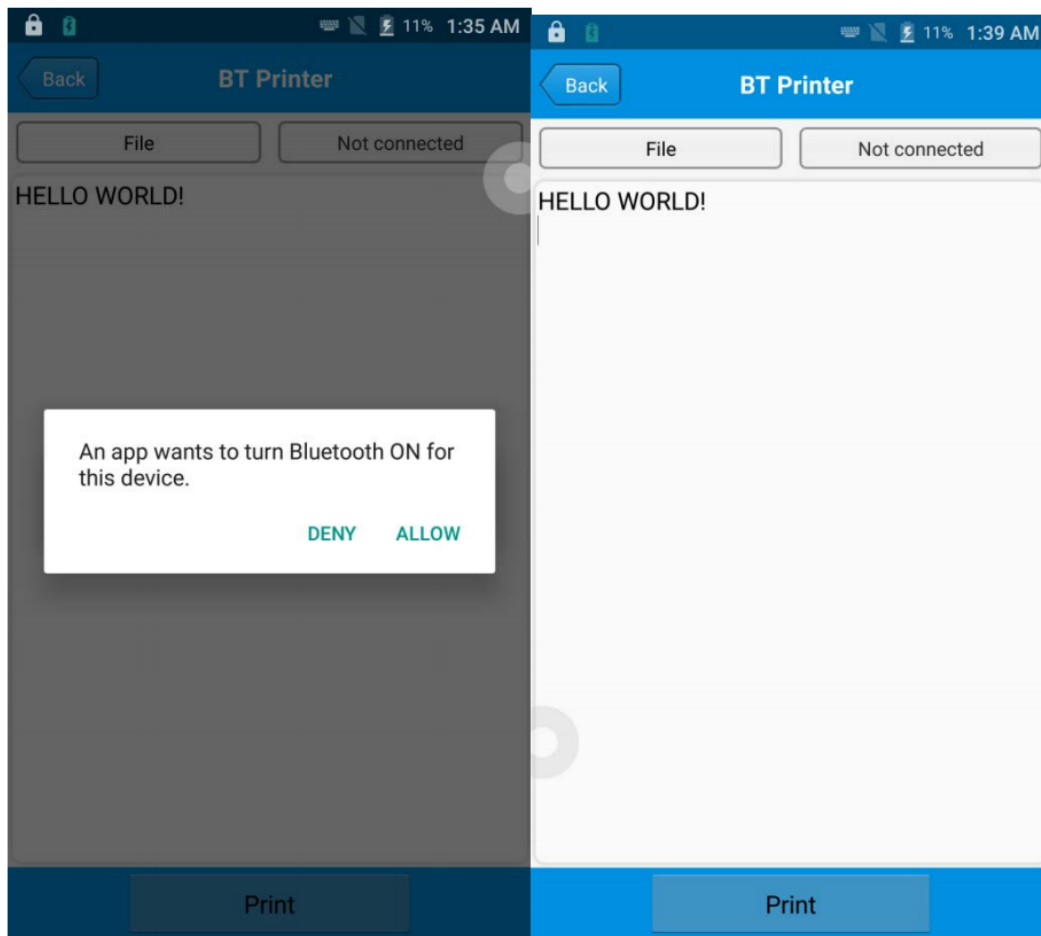 11% 1:35 AM
Back BT Printer
File Not connected
HELLO WORLD!
An app wants to turn Bluetooth ON for
this device.
DENY ALLOW
Print
11% 1:39 AM
Back BT Printer
File Not connected
HELLO WORLD!
Print